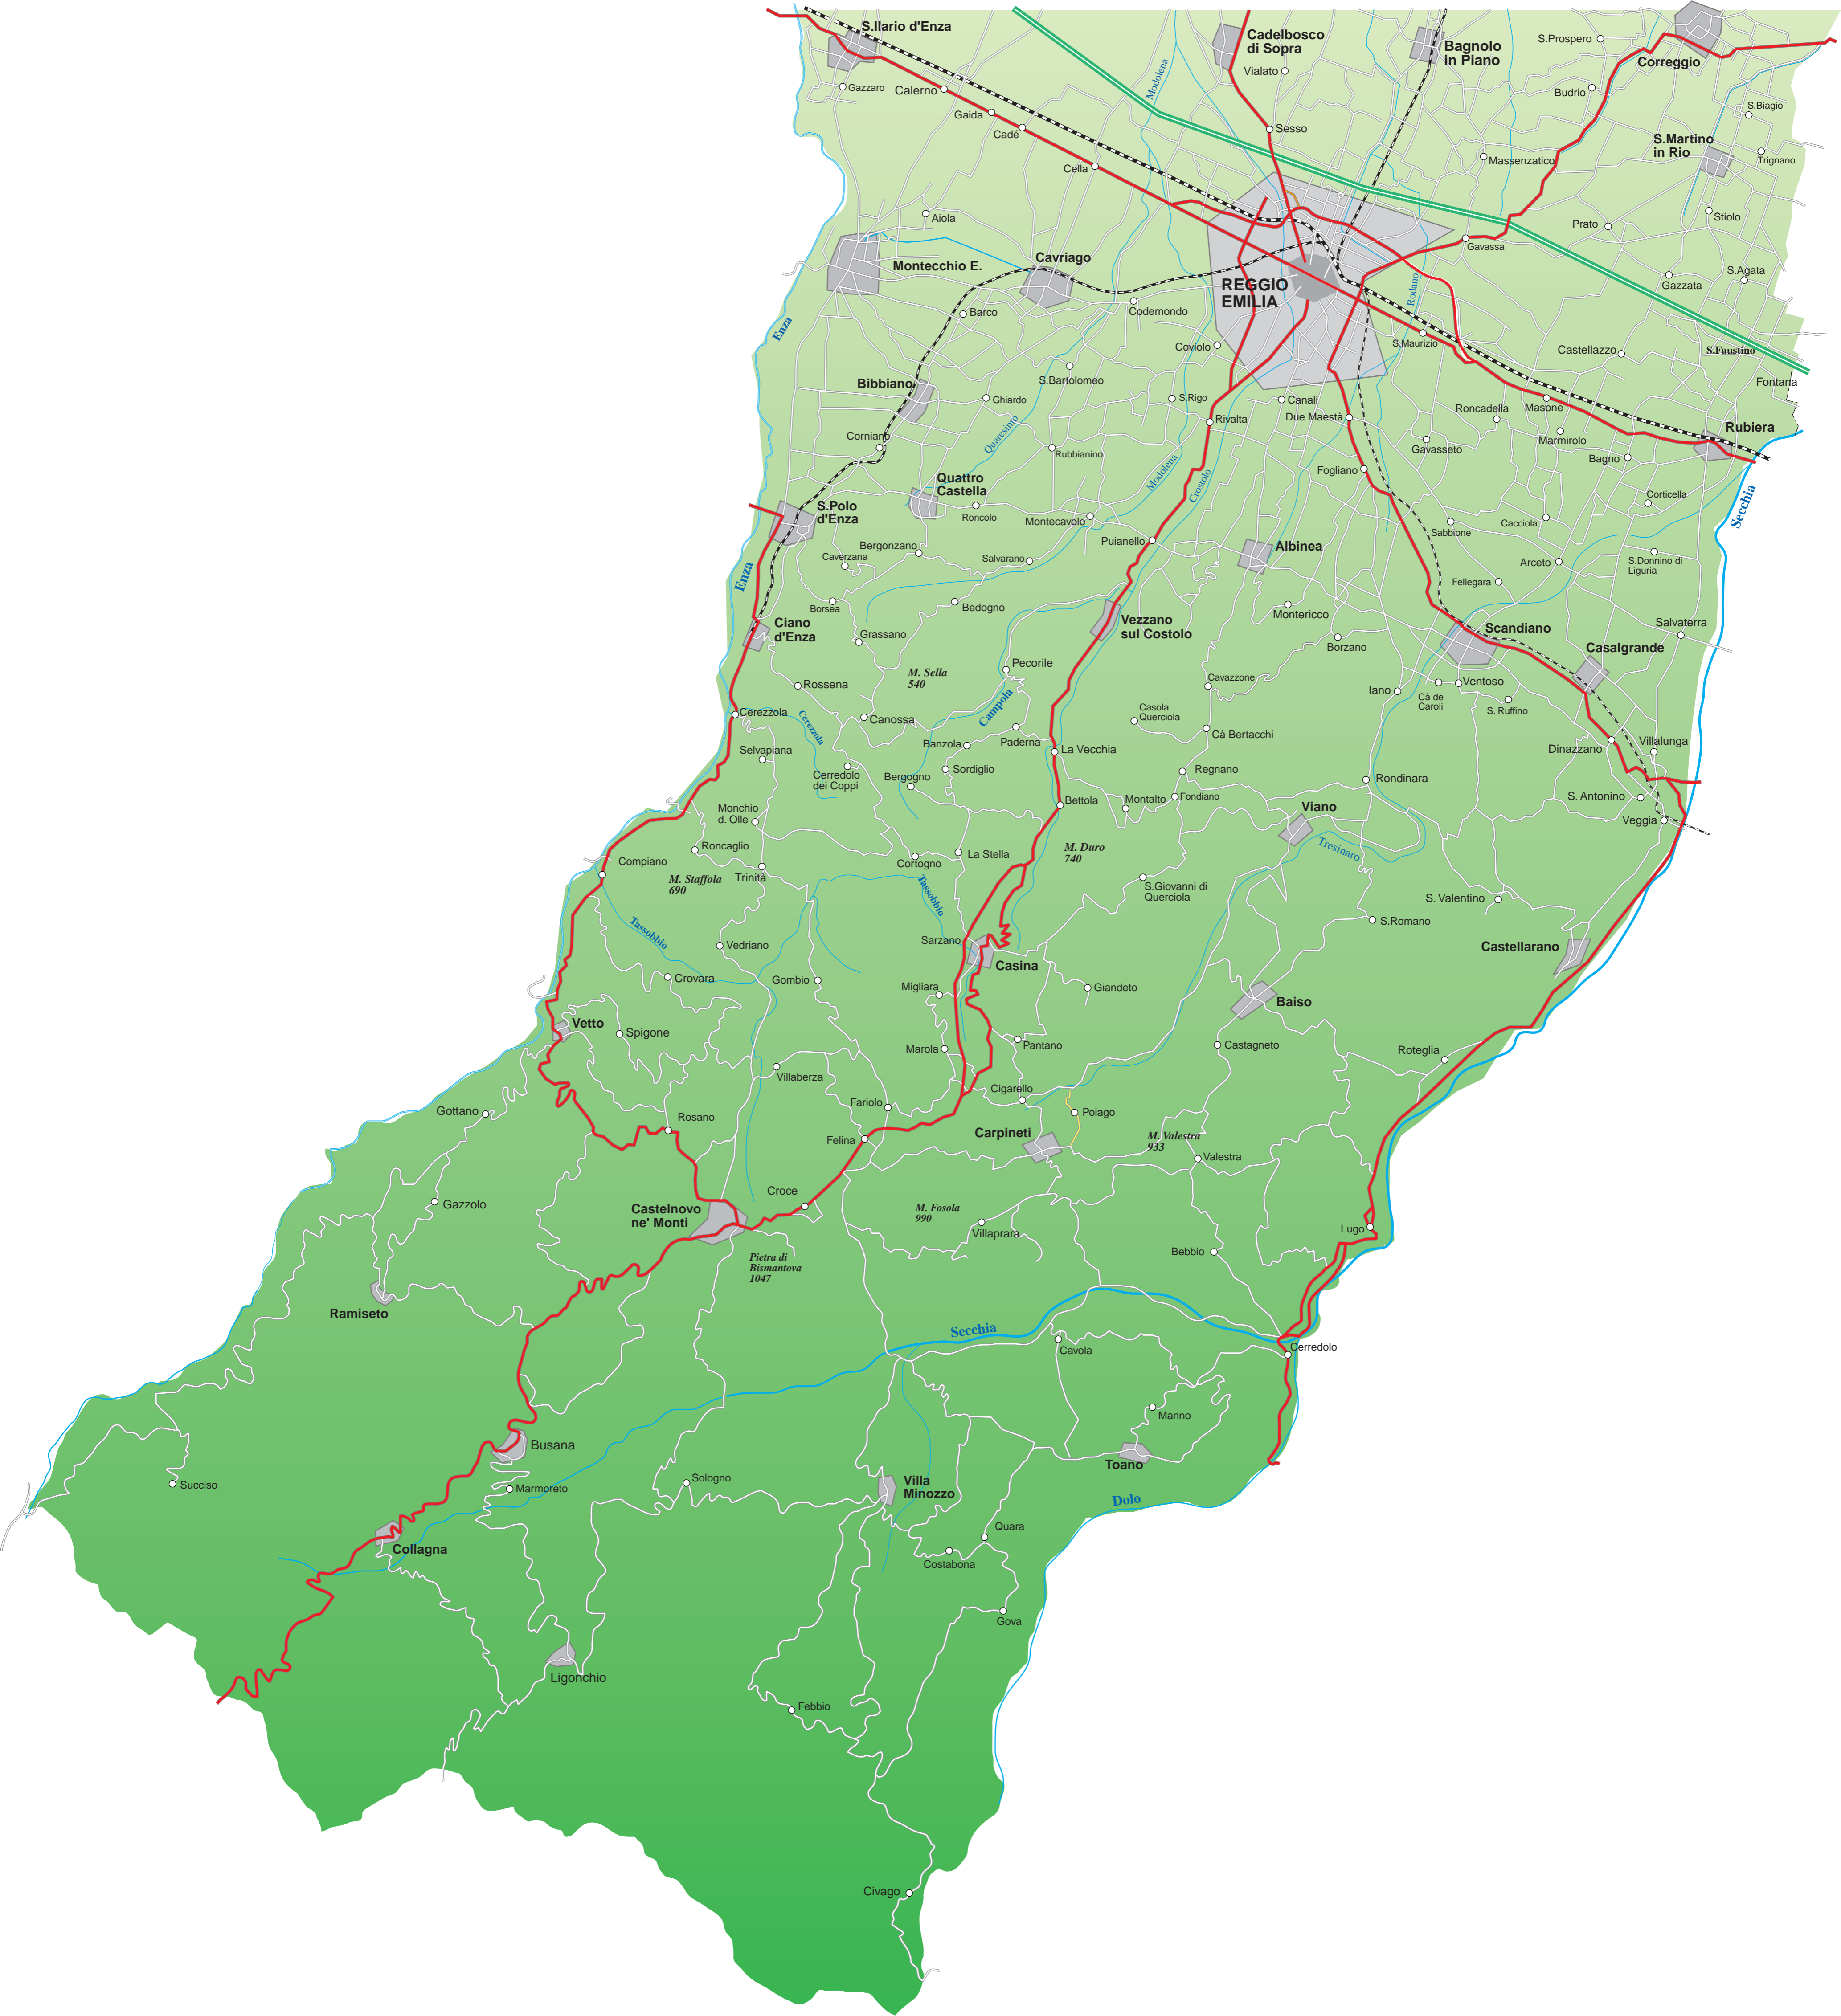 S.Ilario d'Enza
Cadelbosco
di Sopra
Bagnolo
in Piano
S.Prospero
Correggio
Vialato
Gazzaro
Calerno
Modolena
Budrio
S.Biagio
Gaida
Cadé
Sesso
S.Martino
in Rio
Cella
Massenzatico
Trignano
Aiola
Stiolo
Prato
Gavassa
Montecchio E.
Cavriago
S.Agata
Gazzata
REGGIO
EMILIA
Rodano
Barco
Codemondo
Enza
Coviolo
S.Maurizio
Castellazzo
S.Faustino
Bibbiano
S.Bartolomeo
Fontana
Ghiardo
S.Rigo
Canali
Roncadella
Masone
Corniano
Quaresimo
Rivalta
Due Maestà
Rubiera
Rubbianino
Gavasseto
Marmirolo
Bagno
Modolena
Crostolo
Fogliano
Quattro
Castella
Corticella
Secchia
S.Polo
d'Enza
Roncolo
Montecavolo
Cacciola
Sabbione
Puianello
Albinea
Bergonzano
Caverzana
Salvarano
Arceto
S.Donnino di
Liguria
Enza
Fellegara
Borsea
Bedogno
Montericco
Ciano
d'Enza
Vezzano
sul Costolo
Scandiano
Salvaterra
Grassano
Borzano
Casalgrande
Pecorile
M. Sella
540
Rossena
Cavazzone
Ventoso
Iano
Cà de
Caroli
S. Ruffino
Campola
Cerezzola
Cerezzola
Canossa
Casola
Querciola
Cà Bertacchi
Paderna
Banzola
La Vecchia
Dinazzano
Villalunga
Selvapiana
Cerredolo
dei Coppi
Sordiglio
Bergogno
Regnano
Rondinara
Bettola
Montalto
Fondiano
S. Antonino
Monchio
d. Olle
Viano
Veggia
Roncaglio
Compiano
Cortogno
La Stella
M. Duro
740
Tresinaro
Trinità
M. Staffola
690
Tassobbio
S.Giovanni di
Querciola
S. Valentino
S.Romano
Tassobbio
Vedriano
Sarzano
Castellarano
Casina
Crovara
Gombio
Migliara
Giandeto
Baiso
Vetto
Spigone
Marola
Pantano
Castagneto
Roteglia
Villaberza
Cigarello
Gottano
Fariolo
Poiago
Rosano
Felina
Carpineti
M. Valestra
933
Valestra
Croce
Gazzolo
Castelnovo
ne' Monti
M. Fosola
990
Villaprara
Lugo
Bebbio
Pietra di
Bismantova
1047
Ramiseto
Secchia
Cerredolo
Cavola
Manno
Busana
Toano
Succiso
Marmoreto
Sologno
Villa
Minozzo
Dolo
Quara
Collagna
Costabona
Gova
Ligonchio
Febbio
Civago